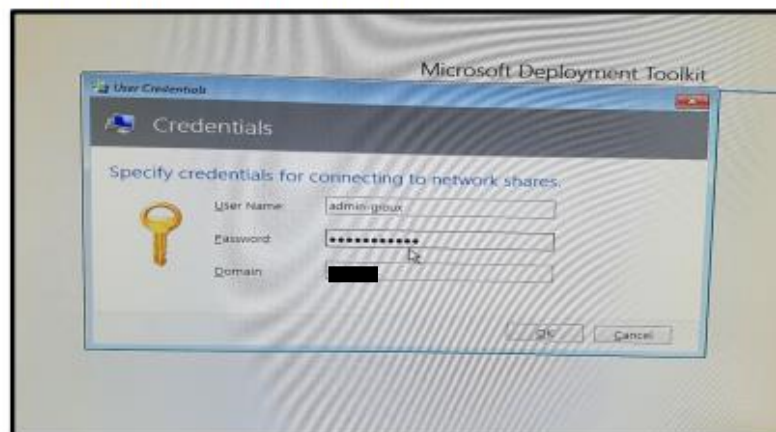 Microsoft Deployment Toolkit
User Credentials
Credentials
Specify credentials for connecting to network shares.
User Name: admin-gioux
Password: •••••••••••
Domain:
OK Cancel